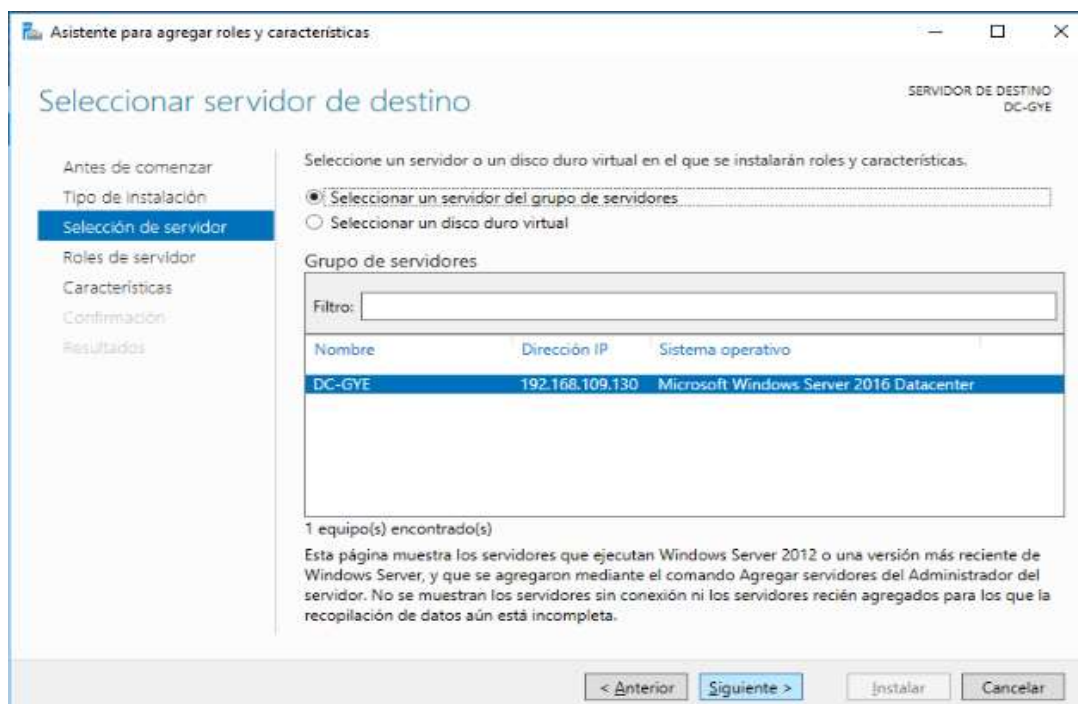 Asistente para agregar roles y características
Seleccionar servidor de destino
SERVIDOR DE DESTINO
DC-GYE
Antes de comenzar
Tipo de instalación
Selección de servidor
Roles de servidor
Características
Confirmación
Resultados
Seleccione un servidor o un disco duro virtual en el que se instalarán roles y características.
Seleccionar un servidor del grupo de servidores
Seleccionar un disco duro virtual
Grupo de servidores
Filtro:
Nombre Dirección IP Sistema operativo
DC-GYE 192.168.109.130 Microsoft Windows Server 2016 Datacenter
1 equipo(s) encontrado(s)
Esta página muestra los servidores que ejecutan Windows Server 2012 o una versión más reciente de
Windows Server, y que se agregaron mediante el comando Agregar servidores del Administrador del
servidor. No se muestran los servidores sin conexión ni los servidores recién agregados para los que la
recopilación de datos aún está incompleta.
< Anterior Siguiente > Instalar Cancelar